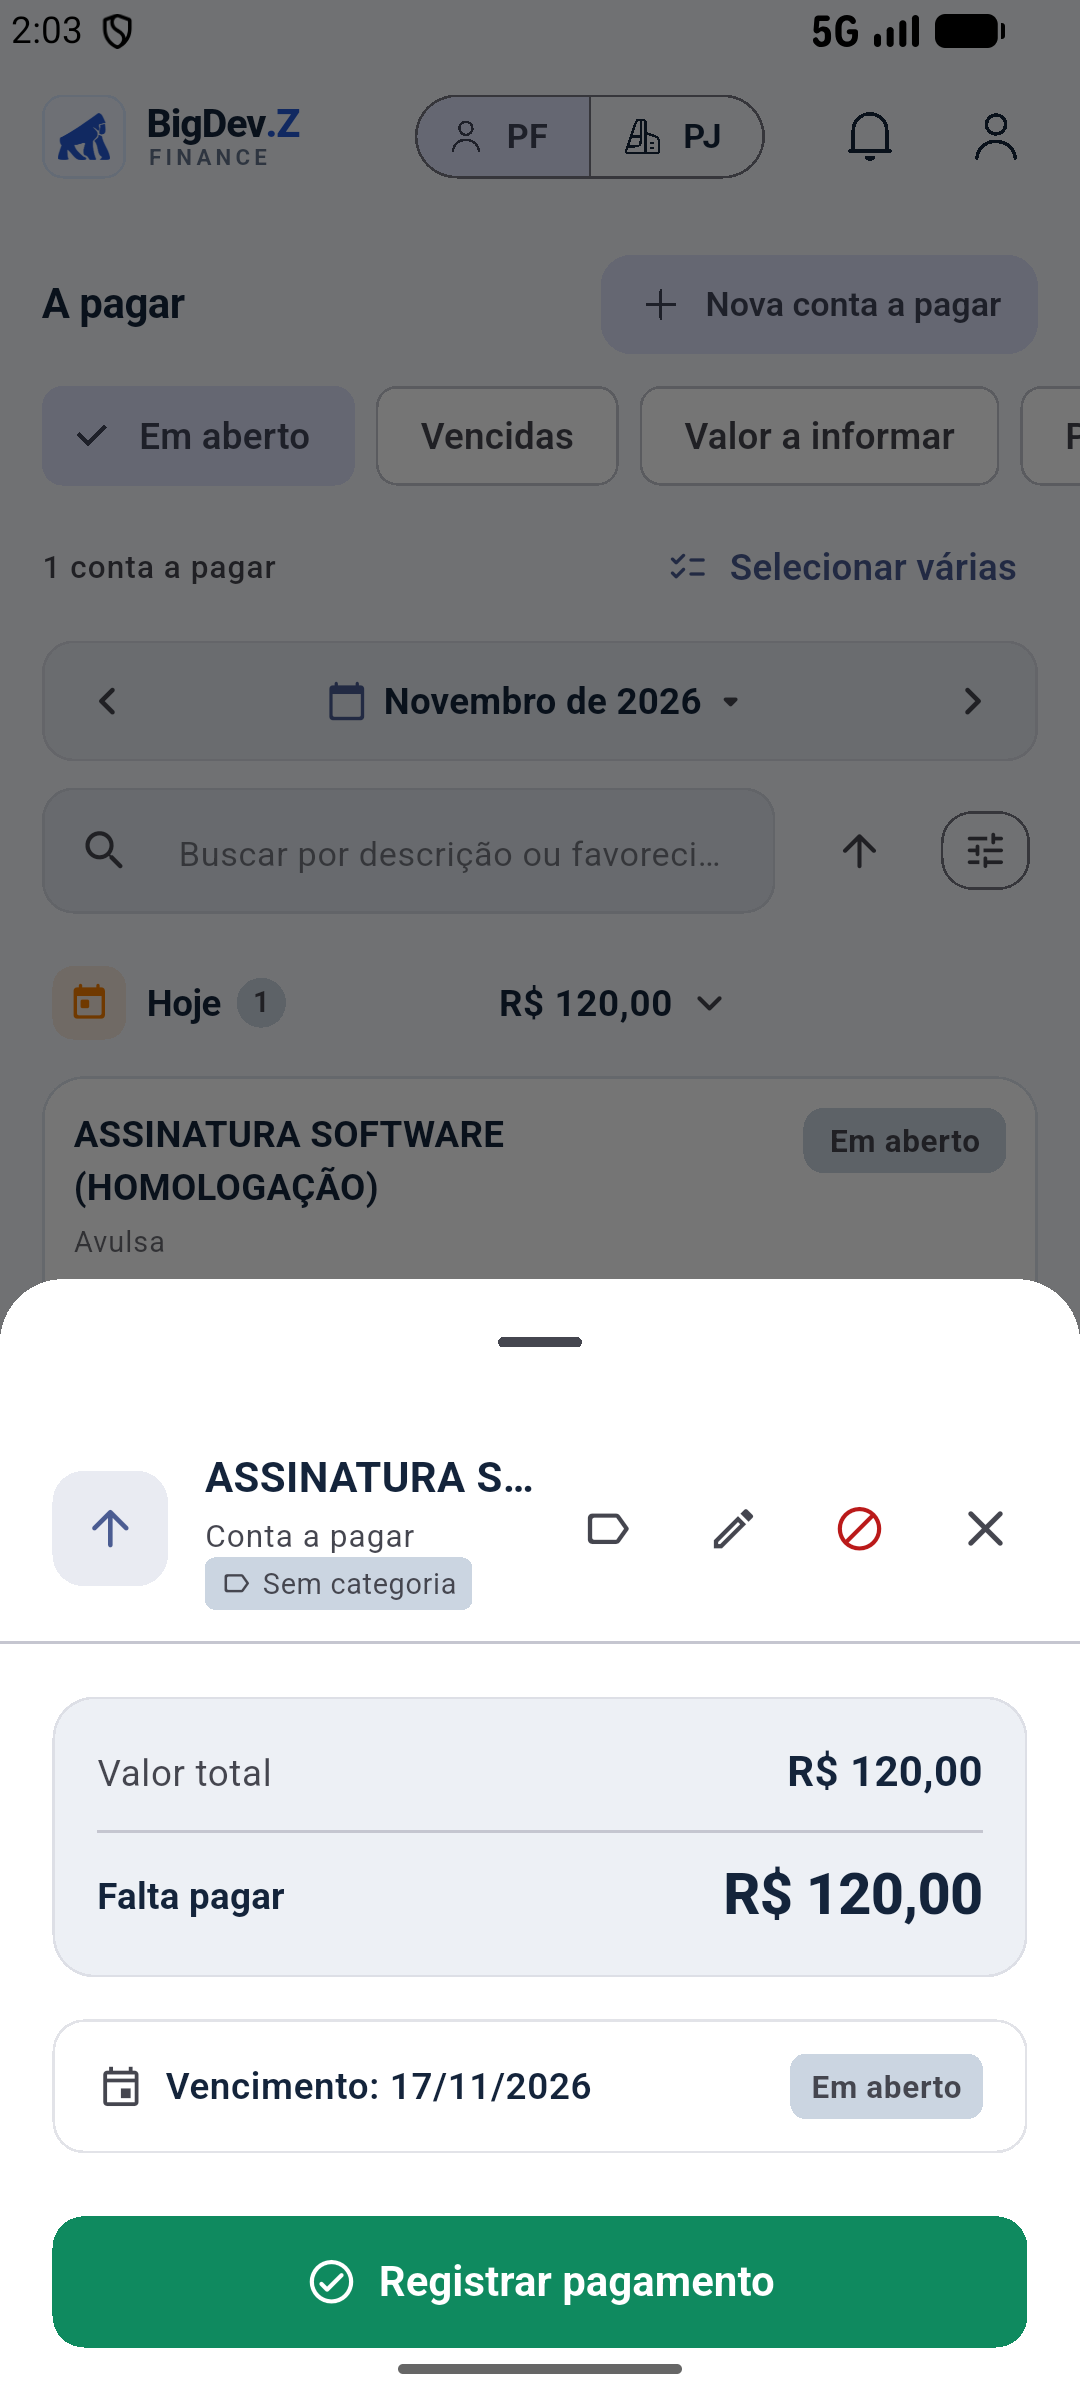 2:03
5G
BigDev.Z
FINANCE
PF
PJ
A pagar
Nova conta a pagar
Em aberto
Vencidas
Valor a informar
1 conta a pagar
Selecionar várias
Novembro de 2026
Buscar por descrição ou favoreci...
Hoje
1
R$ 120,00
ASSINATURA SOFTWARE
(HOMOLOGAÇÃO)
Em aberto
Avulsa
ASSINATURA S...
Conta a pagar
Sem categoria
Valor total
R$ 120,00
Falta pagar
R$ 120,00
Vencimento: 17/11/2026
Em aberto
Registrar pagamento